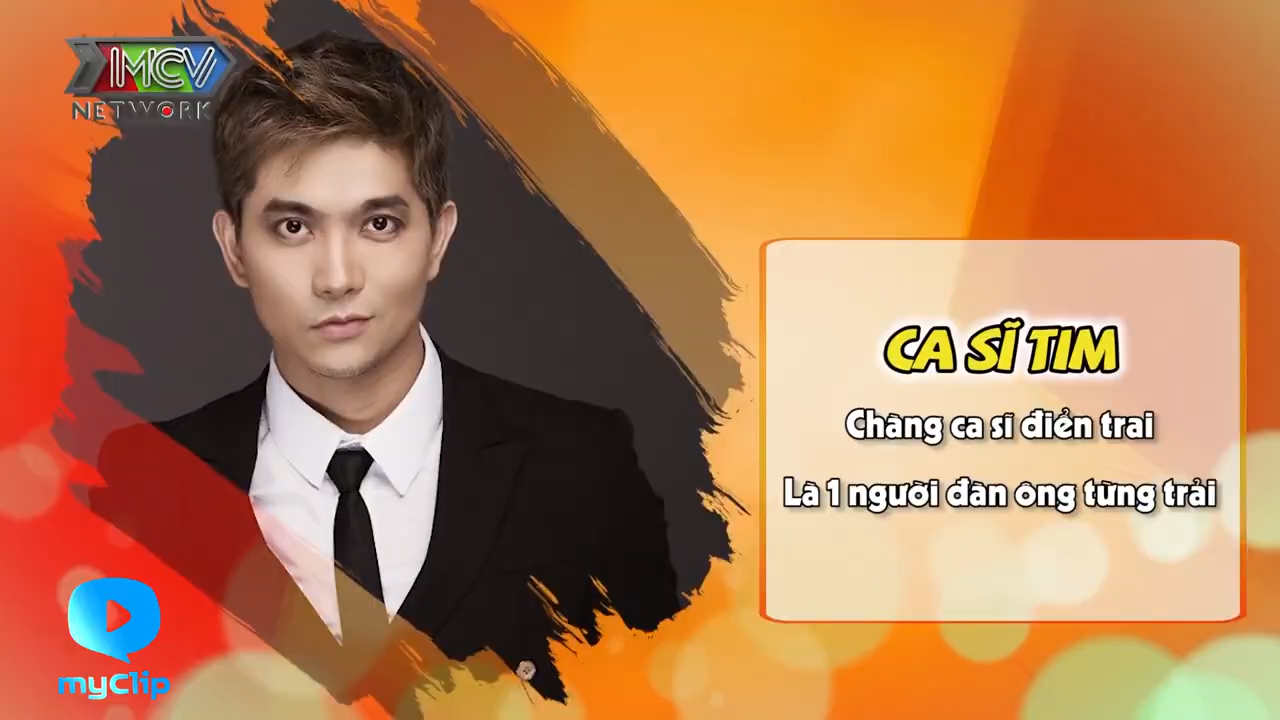 MCV
NETWORK
CA SĨ TIM
Chàng ca sĩ điển trai
Là 1 người đàn ông từng trải
myClip